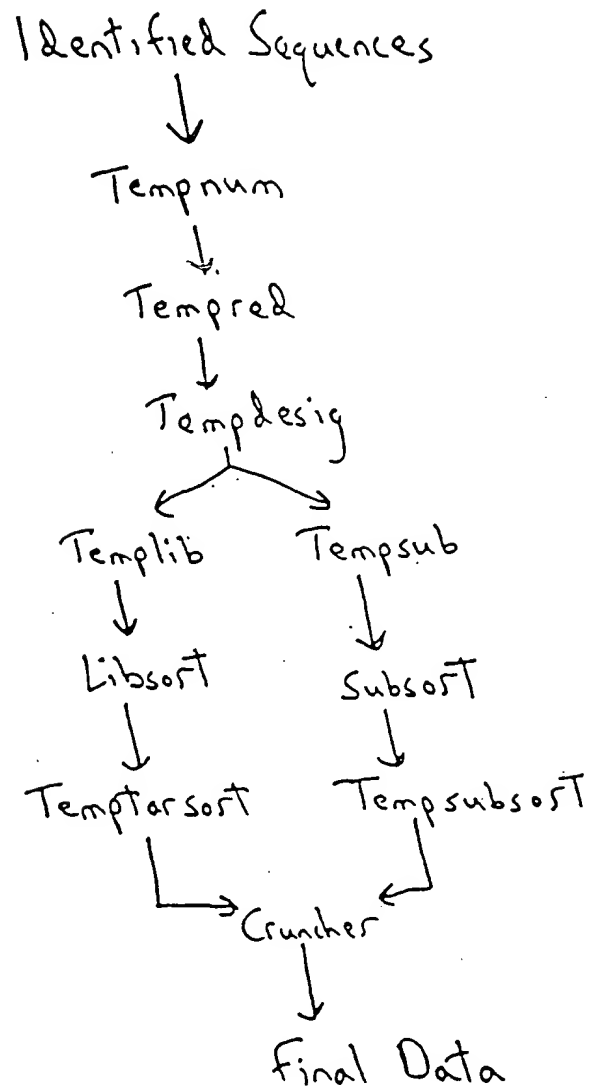 Identified Sequences
Tempnum
Tempred
Tempdesig
Templib Tempsub
Libsort Subsort
Temptarsort Tempsubsort
Cruncher
Final Data